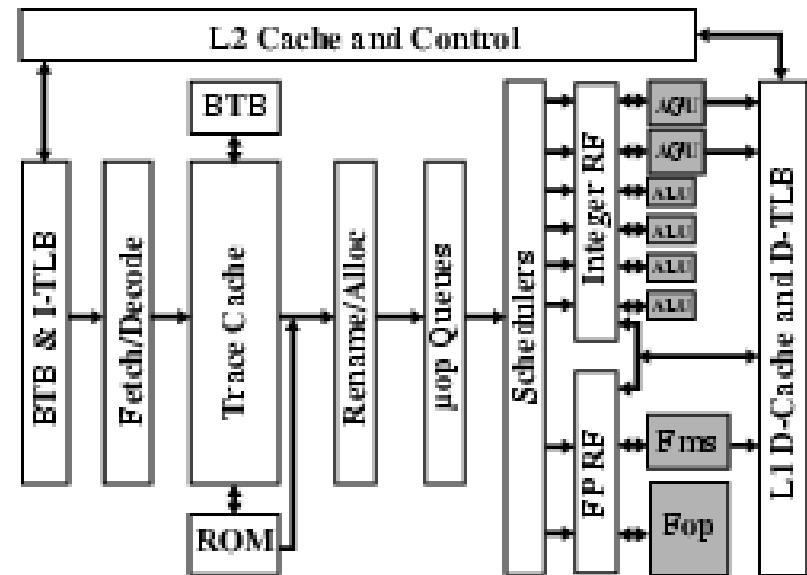 L2 Cache and Control
BTB
BTB & I-TLB
Fetch/Decode
Trace Cache
ROM
Rename/Alloc
µop Queues
Schedulers
Integer RF
FP RF
AGU
AGU
ALU
ALU
ALU
ALU
Fms
Fop
L1 D-Cache and D-TLB